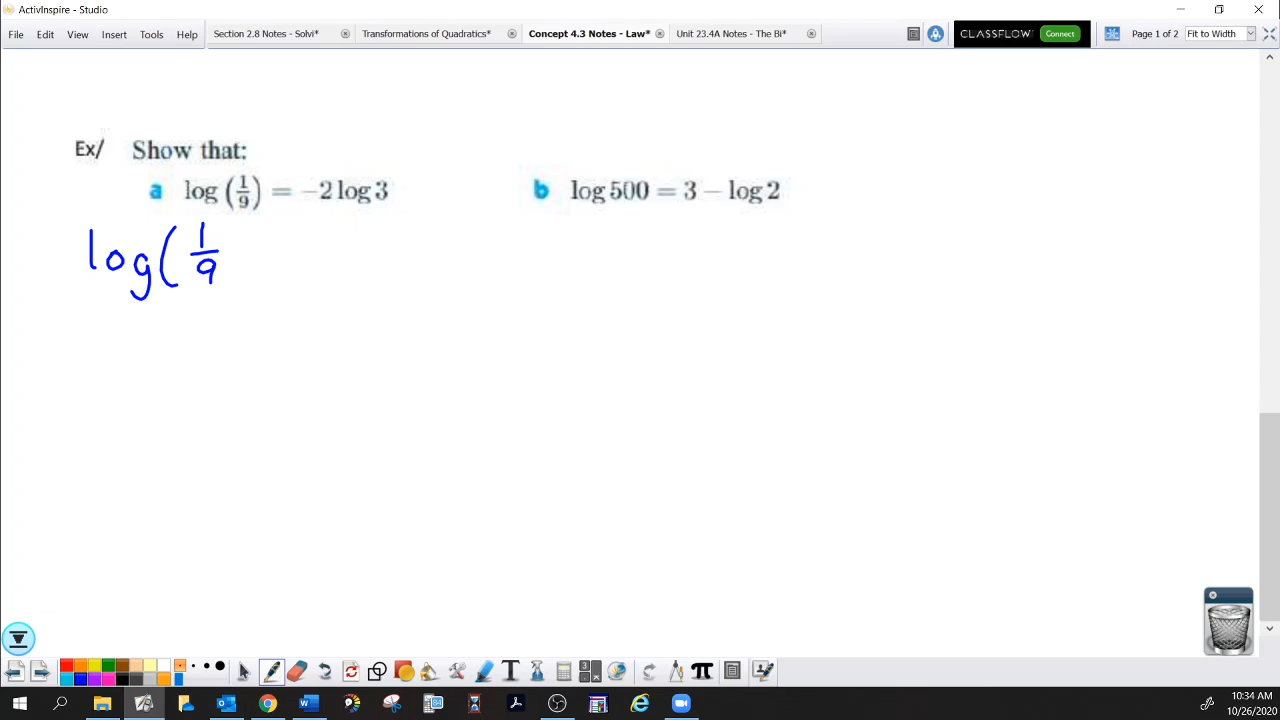 ActivInspire - Studio
File Edit View Insert Tools Help Section 2.8 Notes - Solvi* Transformations of Quadratics* Concept 4.3 Notes - Law* Unit 23.4A Notes - The Bi* CLASSFLOW Connect Page 1 of 2 Fit to Width
Ex/ Show that:
a log (1/9) = −2 log 3 b log 500 = 3 − log 2
log( 1/9
10:34 AM
10/26/2020